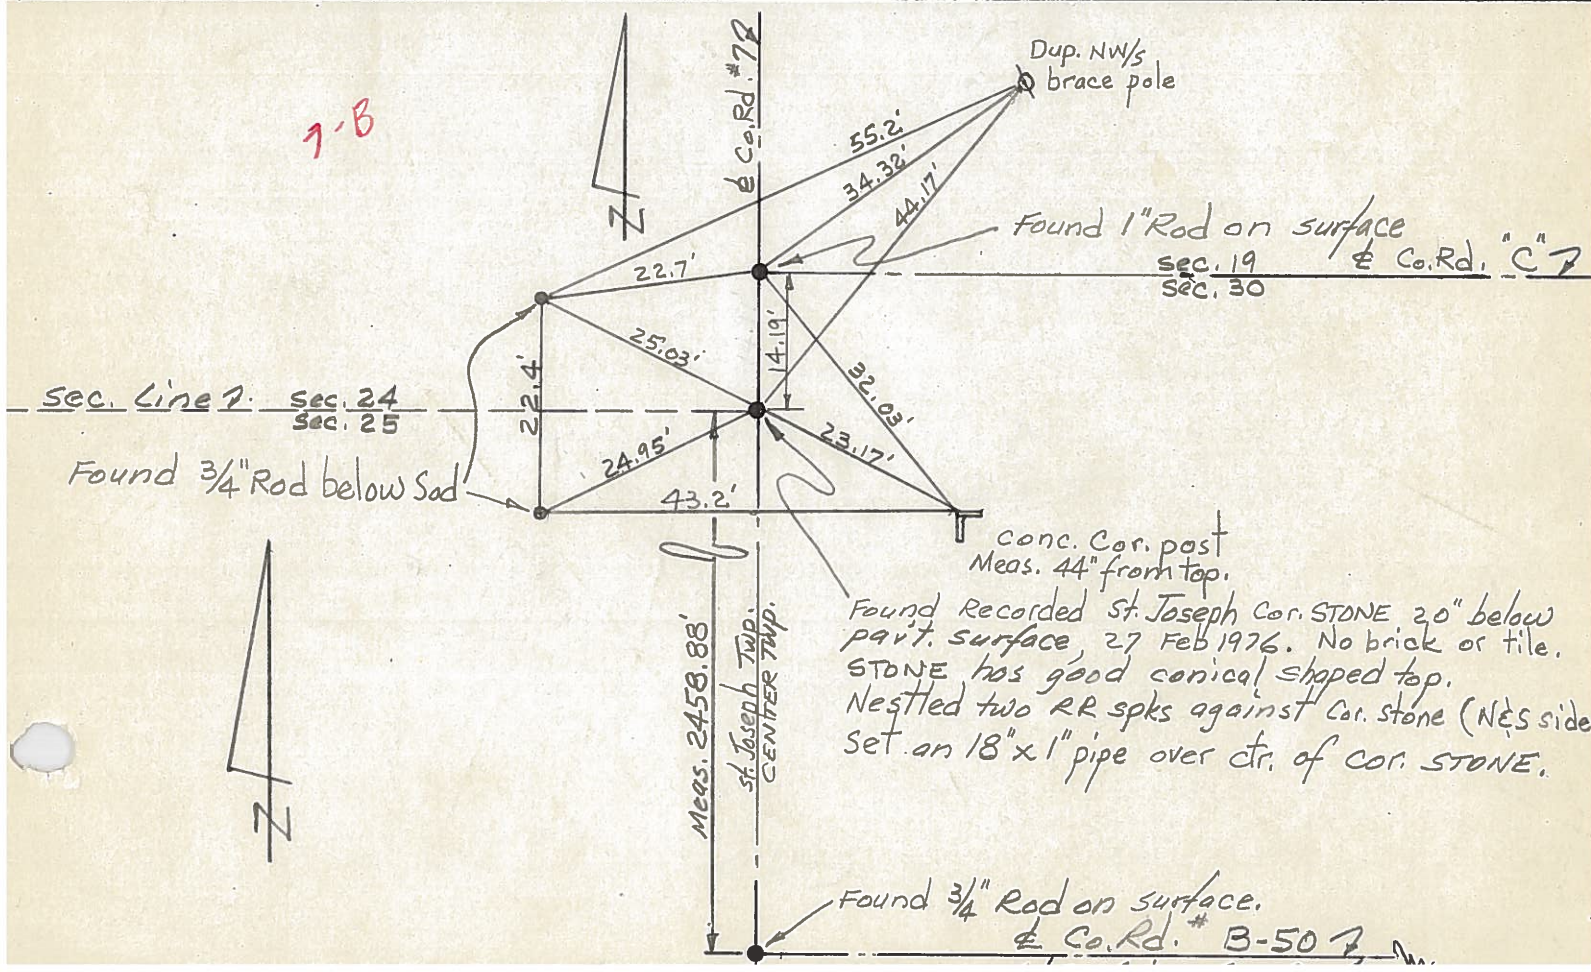 7-B
N
℄ Co.Rd. #7
Dup. NW/s
brace pole
55.2'
34.32'
44.17'
Found 1" Rod on surface
℄ Co.Rd. "C"
sec. 19
sec. 30
22.7'
25.03'
14.19'
32.03'
22.4'
sec. Line sec. 24
sec. 25
24.95'
23.17'
43.2'
Found 3/4" Rod below Sod
conc. Cor. post
Meas. 44" from top.
Found Recorded St. Joseph Cor. STONE 20" below
pav't. surface, 27 Feb 1976. No brick or tile.
STONE has good conical shaped top.
Nestled two RR spks against Cor. stone (N&S side
Set an 18" x 1" pipe over ctr. of cor. STONE.
Meas. 2458.88'
St. Joseph Twp.
CENTER TWP.
N
Found 3/4" Rod on surface.
℄ Co.Rd. # B-50